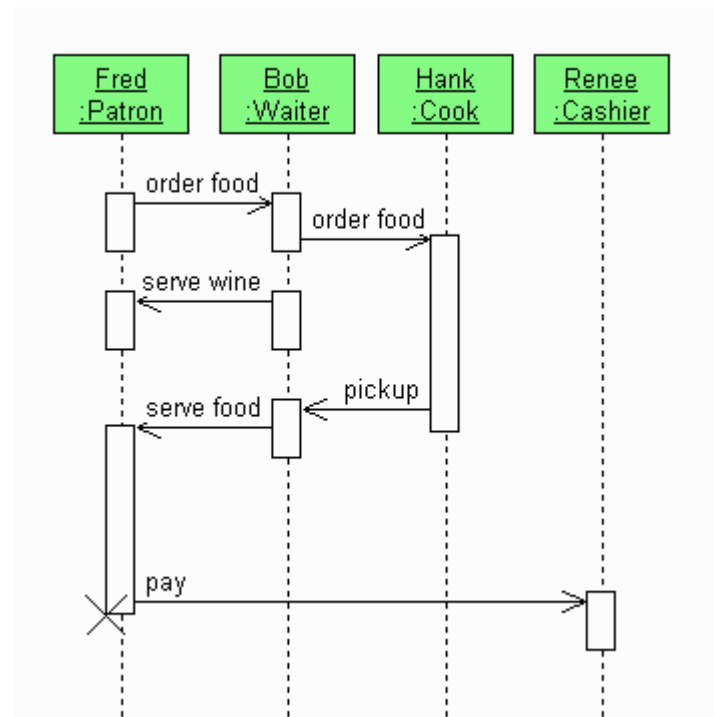 Fred
:Patron
Bob
:Waiter
Hank
:Cook
Renee
:Cashier
order food
order food
serve wine
pickup
serve food
pay